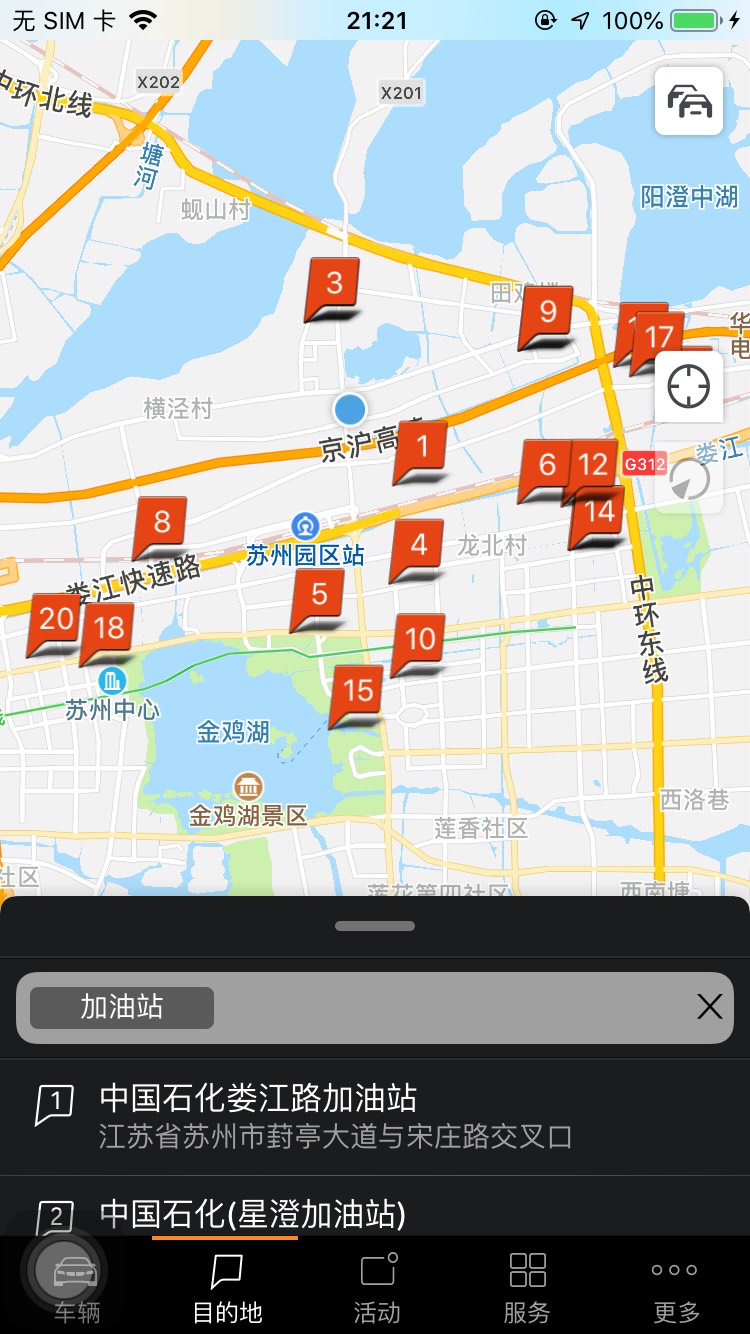 无 SIM 卡
21:21
100%
X202
X201
中环北线
塘河
阳澄中湖
蚬山村
3
9
17
横泾村
京沪高
1
6
12
G312
娄江
14
8
苏州园区站
4
龙北村
娄江快速路
5
20
18
10
中环东线
15
苏州中心
金鸡湖
金鸡湖景区
西洛巷
莲香社区
社区
莲花第四社区
西南塘
加油站
1
中国石化娄江路加油站
江苏省苏州市葑亭大道与宋庄路交叉口
2
中国石化(星澄加油站)
车辆
目的地
活动
服务
更多